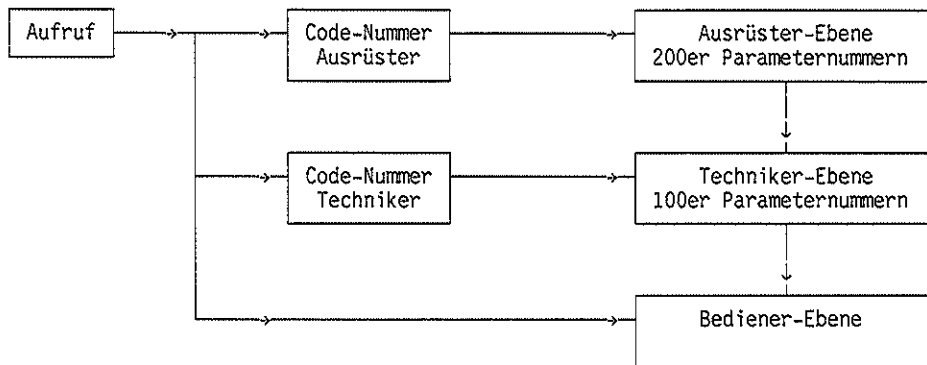 Aufruf
Code-Nummer
Ausrüster
Ausrüster-Ebene
200er Parameternummern
Code-Nummer
Techniker
Techniker-Ebene
100er Parameternummern
Bediener-Ebene